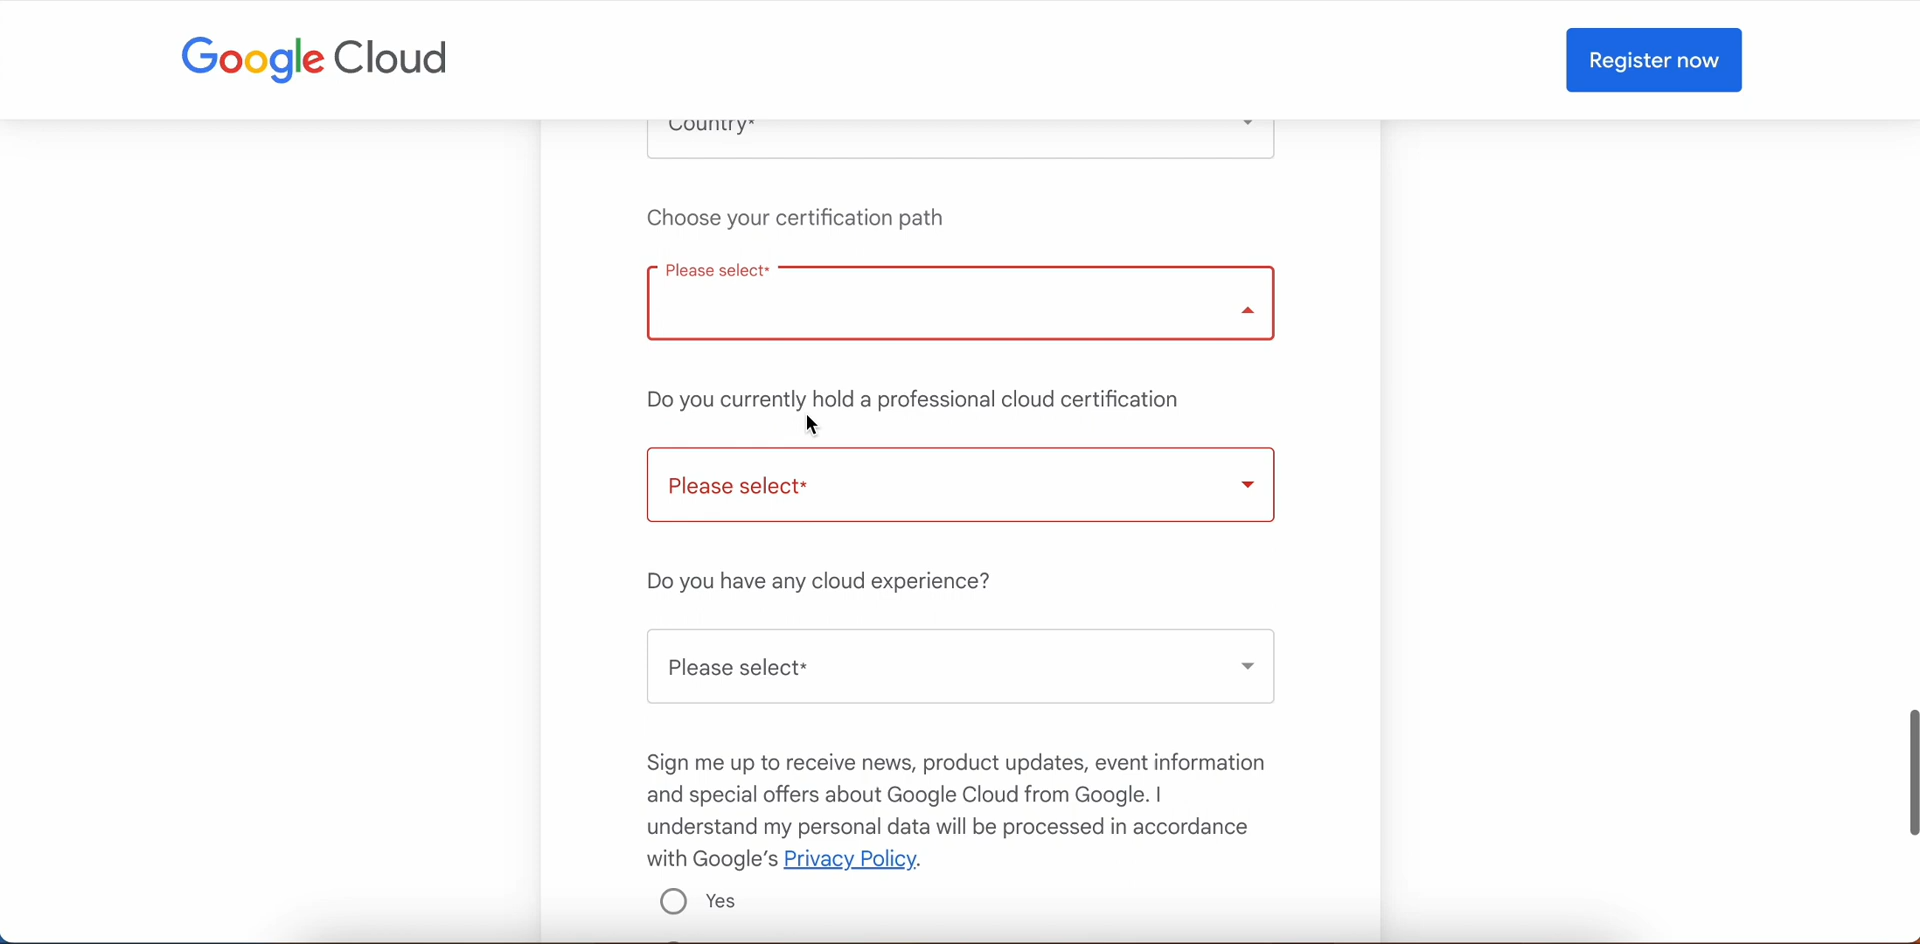 Google Cloud
Register now
Country*
Choose your certification path
Please select*
Do you currently hold a professional cloud certification
Please select*
Do you have any cloud experience?
Please select*
Sign me up to receive news, product updates, event information
and special offers about Google Cloud from Google. I
understand my personal data will be processed in accordance
with Google’s Privacy Policy.
Yes